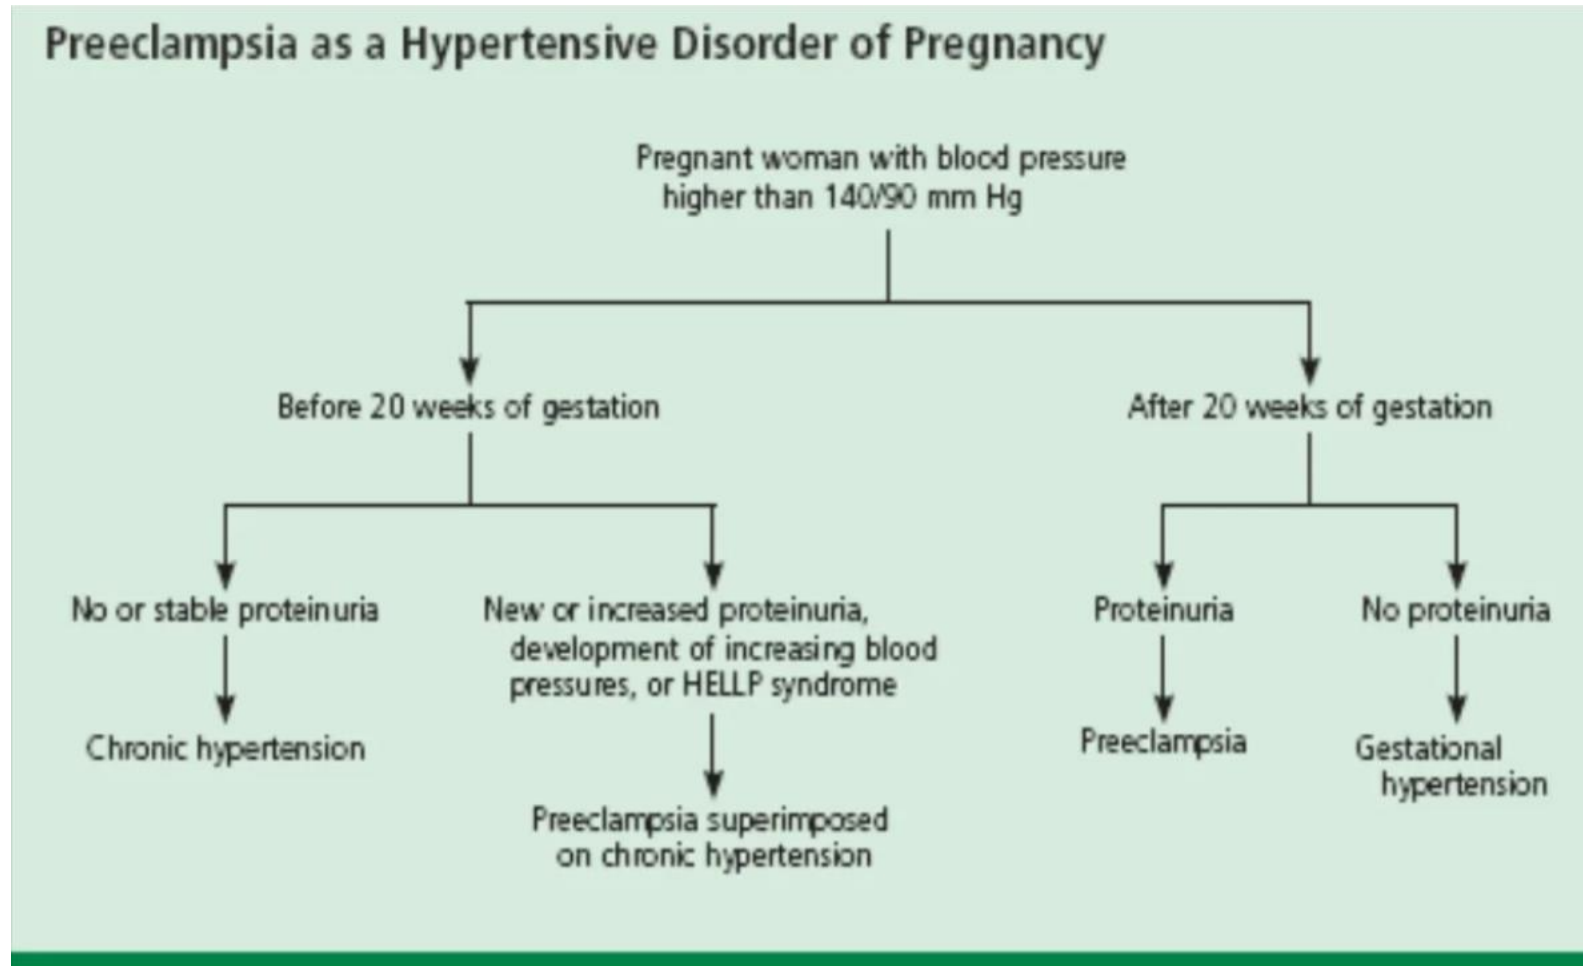 Preeclampsia as a Hypertensive Disorder of Pregnancy
Pregnant woman with blood pressure
higher than 140/90 mm Hg
Before 20 weeks of gestation
After 20 weeks of gestation
No or stable proteinuria
New or increased proteinuria,
development of increasing blood
pressures, or HELLP syndrome
Proteinuria
No proteinuria
Chronic hypertension
Preeclampsia superimposed
on chronic hypertension
Preeclampsia
Gestational
hypertension